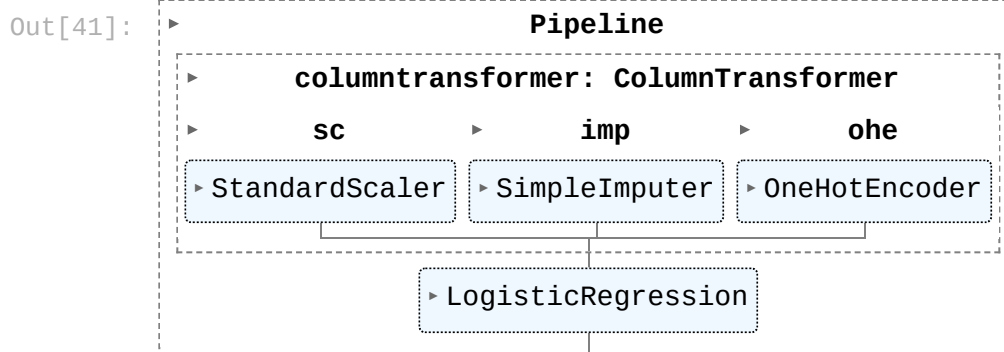 Out[41]:
Pipeline
columntransformer: ColumnTransformer
sc imp ohe
StandardScaler SimpleImputer OneHotEncoder
LogisticRegression